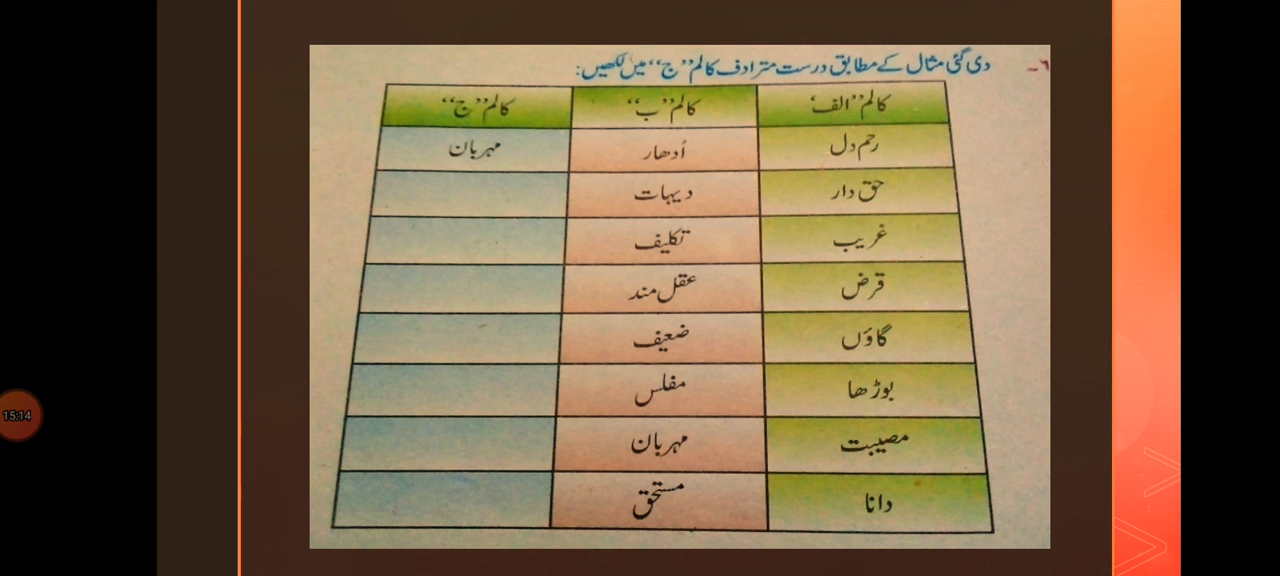 ٦۔ دی گئی مثال کے مطابق درست مترادف کالم ”ج“ میں لکھیں:
کالم ”الف‘ کالم ”ب“ کالم ”ج“
رحم دل اُدھار مہربان
حق دار دیہات
غریب تکلیف
قرض عقل مند
گاؤں ضعیف
بوڑھا مفلس
مصیبت مہربان
دانا مستحق
15:14